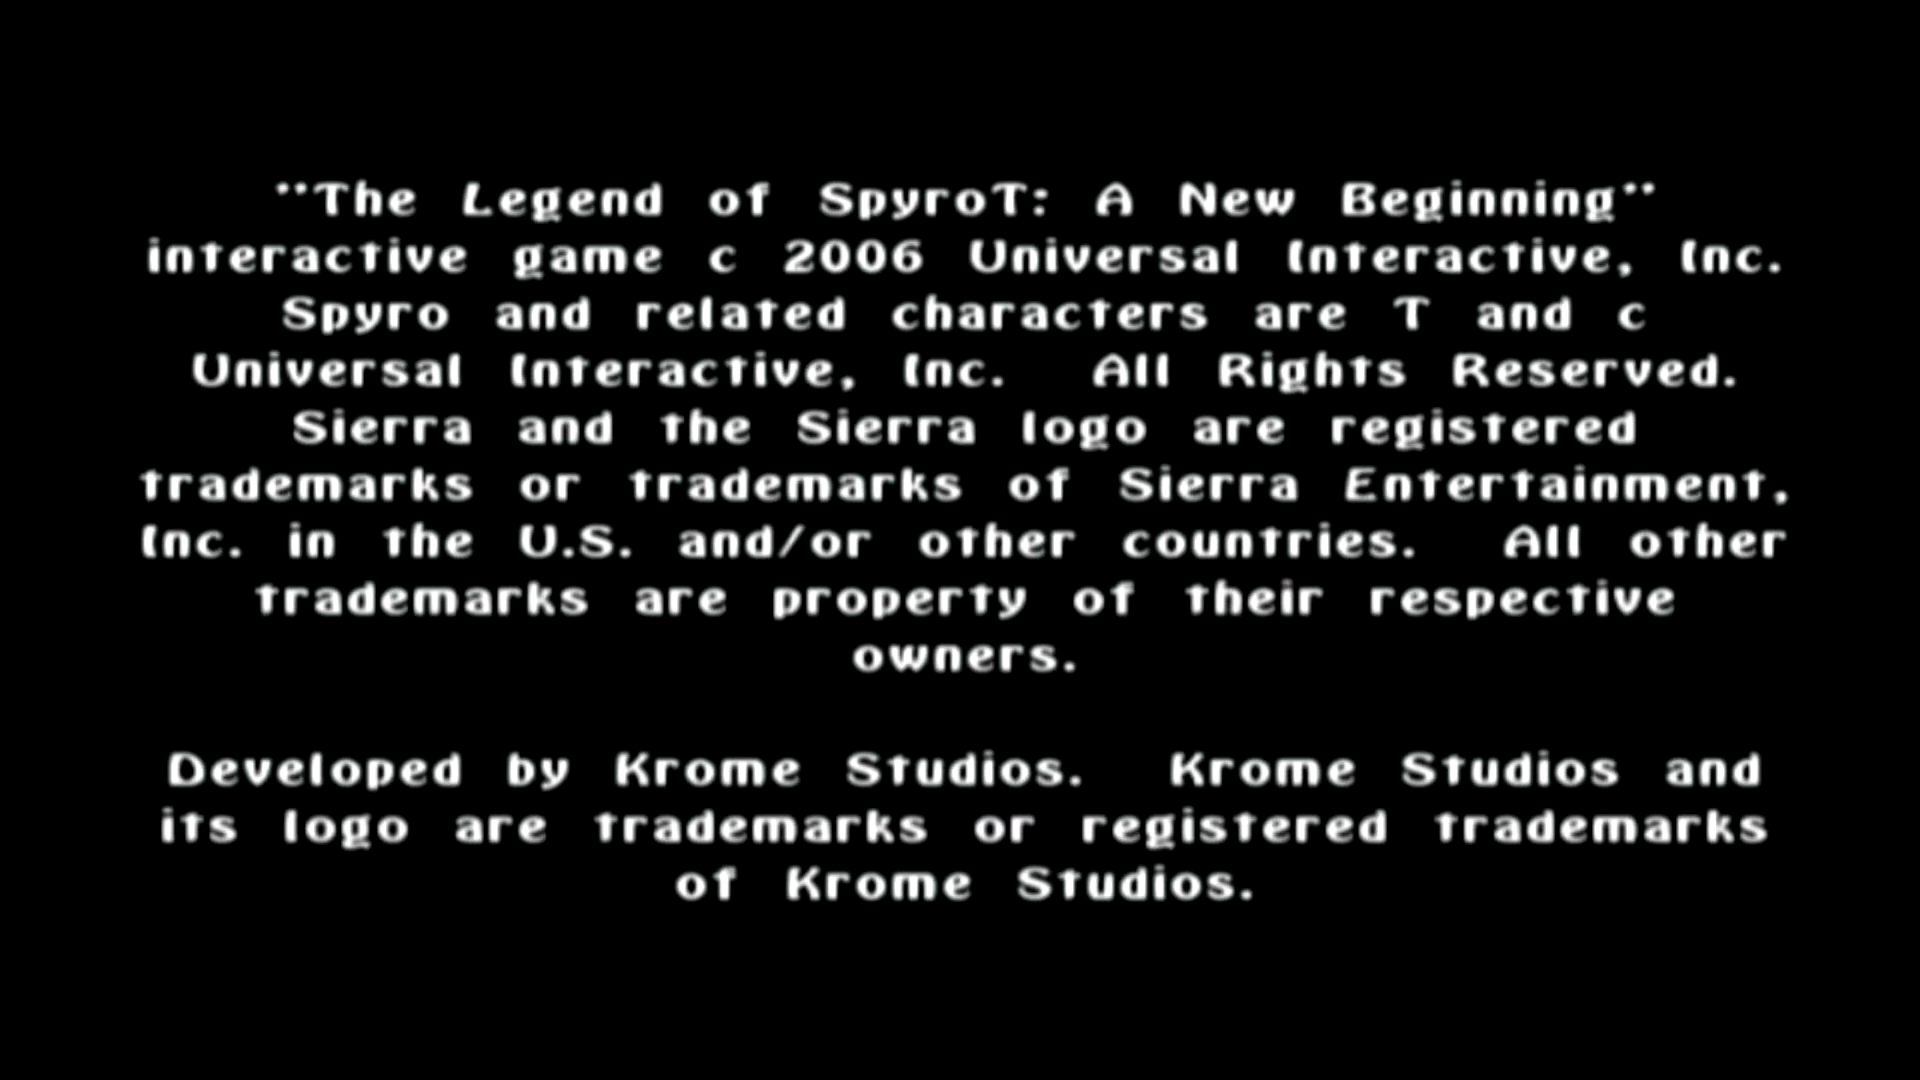 "The Legend of SpyroT: A New Beginning"
interactive game c 2006 Universal Interactive, Inc.
Spyro and related characters are T and c
Universal Interactive, Inc.  All Rights Reserved.
Sierra and the Sierra logo are registered
trademarks or trademarks of Sierra Entertainment,
Inc. in the U.S. and/or other countries.  All other
trademarks are property of their respective
owners.
Developed by Krome Studios.  Krome Studios and
its logo are trademarks or registered trademarks
of Krome Studios.